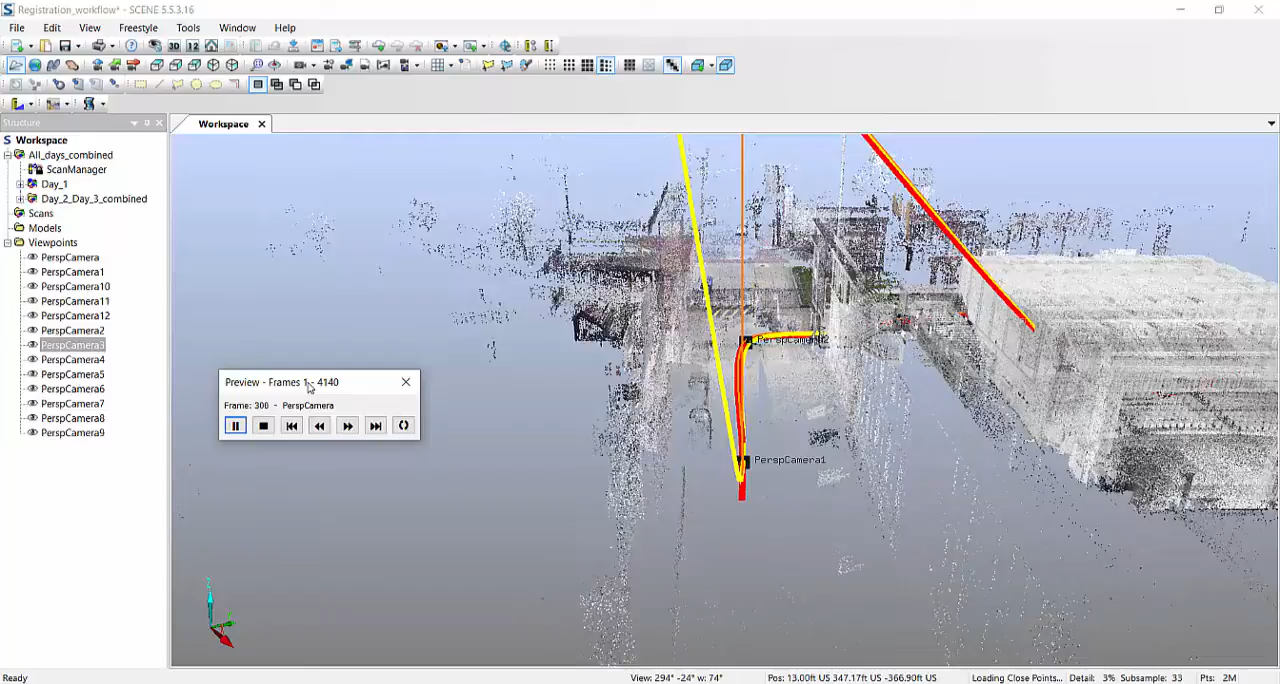 Registration_workflow* - SCENE 5.5.3.16
File Edit View Freestyle Tools Window Help
3D 12
Structure
Workspace
Workspace
All_days_combined
ScanManager
Day_1
Day_2_Day_3_combined
Scans
Models
Viewpoints
PerspCamera
PerspCamera1
PerspCamera10
PerspCamera11
PerspCamera12
PerspCamera2
PerspCamera3
PerspCamera4
PerspCamera5
PerspCamera6
PerspCamera7
PerspCamera8
PerspCamera9
Preview - Frames 1 - 4140
Frame: 300 - PerspCamera
PerspCamera1
Ready
View: 294° -24° w: 74° Pos: 13.00ft US 347.17ft US -366.90ft US Loading Close Points... Detail: 3% Subsample: 33 Pts: 2M